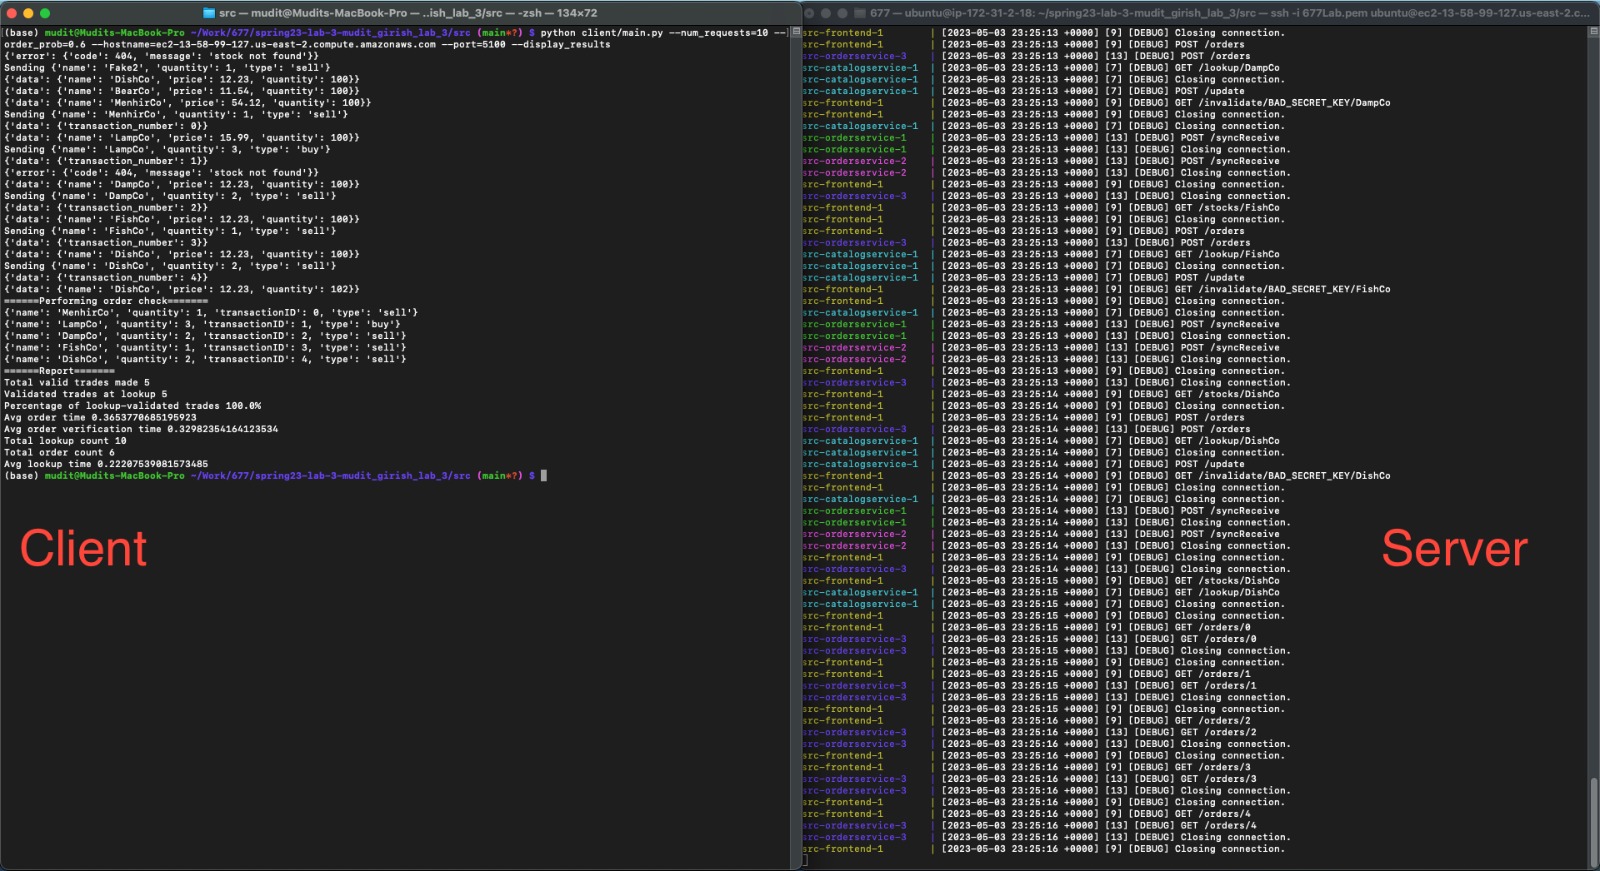 src — mudit@Mudits-MacBook-Pro — ..ish_lab_3/src — -zsh — 134×72
(base) mudit@Mudits-MacBook-Pro ~/Work/677/spring23-lab-3-mudit_girish_lab_3/src (main*?) $ python client/main.py --num_requests=10 --
order_prob=0.6 --hostname=ec2-13-58-99-127.us-east-2.compute.amazonaws.com --port=5100 --display_results
{'error': {'code': 404, 'message': 'stock not found'}}
Sending {'name': 'Fake2', 'quantity': 1, 'type': 'sell'}
{'data': {'name': 'DishCo', 'price': 12.23, 'quantity': 100}}
{'data': {'name': 'BearCo', 'price': 11.54, 'quantity': 100}}
{'data': {'name': 'MenhirCo', 'price': 54.12, 'quantity': 100}}
Sending {'name': 'MenhirCo', 'quantity': 1, 'type': 'sell'}
{'data': {'transaction_number': 0}}
{'data': {'name': 'LampCo', 'price': 15.99, 'quantity': 100}}
Sending {'name': 'LampCo', 'quantity': 3, 'type': 'buy'}
{'data': {'transaction_number': 1}}
{'error': {'code': 404, 'message': 'stock not found'}}
{'data': {'name': 'DampCo', 'price': 12.23, 'quantity': 100}}
Sending {'name': 'DampCo', 'quantity': 2, 'type': 'sell'}
{'data': {'transaction_number': 2}}
{'data': {'name': 'FishCo', 'price': 12.23, 'quantity': 100}}
Sending {'name': 'FishCo', 'quantity': 1, 'type': 'sell'}
{'data': {'transaction_number': 3}}
{'data': {'name': 'DishCo', 'price': 12.23, 'quantity': 100}}
Sending {'name': 'DishCo', 'quantity': 2, 'type': 'sell'}
{'data': {'transaction_number': 4}}
{'data': {'name': 'DishCo', 'price': 12.23, 'quantity': 102}}
======Performing order check=======
{'name': 'MenhirCo', 'quantity': 1, 'transactionID': 0, 'type': 'sell'}
{'name': 'LampCo', 'quantity': 3, 'transactionID': 1, 'type': 'buy'}
{'name': 'DampCo', 'quantity': 2, 'transactionID': 2, 'type': 'sell'}
{'name': 'FishCo', 'quantity': 1, 'transactionID': 3, 'type': 'sell'}
{'name': 'DishCo', 'quantity': 2, 'transactionID': 4, 'type': 'sell'}
======Report=======
Total valid trades made 5
Validated trades at lookup 5
Percentage of lookup-validated trades 100.0%
Avg order time 0.3653770685195923
Avg order verification time 0.32982354164123534
Total lookup count 10
Total order count 6
Avg lookup time 0.22207539081573485
(base) mudit@Mudits-MacBook-Pro ~/Work/677/spring23-lab-3-mudit_girish_lab_3/src (main*?) $
Client
677 — ubuntu@ip-172-31-2-18: ~/spring23-lab-3-mudit_girish_lab_3/src — ssh -i 677Lab.pem ubuntu@ec2-13-58-99-127.us-east-2.c...
src-frontend-1 | [2023-05-03 23:25:13 +0000] [9] [DEBUG] Closing connection.
src-frontend-1 | [2023-05-03 23:25:13 +0000] [9] [DEBUG] POST /orders
src-orderservice-3 | [2023-05-03 23:25:13 +0000] [13] [DEBUG] POST /orders
src-catalogservice-1 | [2023-05-03 23:25:13 +0000] [7] [DEBUG] GET /lookup/DampCo
src-catalogservice-1 | [2023-05-03 23:25:13 +0000] [7] [DEBUG] Closing connection.
src-catalogservice-1 | [2023-05-03 23:25:13 +0000] [7] [DEBUG] POST /update
src-frontend-1 | [2023-05-03 23:25:13 +0000] [9] [DEBUG] GET /invalidate/BAD_SECRET_KEY/DampCo
src-frontend-1 | [2023-05-03 23:25:13 +0000] [9] [DEBUG] Closing connection.
src-catalogservice-1 | [2023-05-03 23:25:13 +0000] [7] [DEBUG] Closing connection.
src-orderservice-1 | [2023-05-03 23:25:13 +0000] [13] [DEBUG] POST /syncReceive
src-orderservice-1 | [2023-05-03 23:25:13 +0000] [13] [DEBUG] Closing connection.
src-orderservice-2 | [2023-05-03 23:25:13 +0000] [13] [DEBUG] POST /syncReceive
src-orderservice-2 | [2023-05-03 23:25:13 +0000] [13] [DEBUG] Closing connection.
src-frontend-1 | [2023-05-03 23:25:13 +0000] [9] [DEBUG] Closing connection.
src-orderservice-3 | [2023-05-03 23:25:13 +0000] [13] [DEBUG] Closing connection.
src-frontend-1 | [2023-05-03 23:25:13 +0000] [9] [DEBUG] GET /stocks/FishCo
src-frontend-1 | [2023-05-03 23:25:13 +0000] [9] [DEBUG] Closing connection.
src-frontend-1 | [2023-05-03 23:25:13 +0000] [9] [DEBUG] POST /orders
src-orderservice-3 | [2023-05-03 23:25:13 +0000] [13] [DEBUG] POST /orders
src-catalogservice-1 | [2023-05-03 23:25:13 +0000] [7] [DEBUG] GET /lookup/FishCo
src-catalogservice-1 | [2023-05-03 23:25:13 +0000] [7] [DEBUG] Closing connection.
src-catalogservice-1 | [2023-05-03 23:25:13 +0000] [7] [DEBUG] POST /update
src-frontend-1 | [2023-05-03 23:25:13 +0000] [9] [DEBUG] GET /invalidate/BAD_SECRET_KEY/FishCo
src-frontend-1 | [2023-05-03 23:25:13 +0000] [9] [DEBUG] Closing connection.
src-catalogservice-1 | [2023-05-03 23:25:13 +0000] [7] [DEBUG] Closing connection.
src-orderservice-1 | [2023-05-03 23:25:13 +0000] [13] [DEBUG] POST /syncReceive
src-orderservice-1 | [2023-05-03 23:25:13 +0000] [13] [DEBUG] Closing connection.
src-orderservice-2 | [2023-05-03 23:25:13 +0000] [13] [DEBUG] POST /syncReceive
src-orderservice-2 | [2023-05-03 23:25:13 +0000] [13] [DEBUG] Closing connection.
src-frontend-1 | [2023-05-03 23:25:13 +0000] [9] [DEBUG] Closing connection.
src-orderservice-3 | [2023-05-03 23:25:13 +0000] [13] [DEBUG] Closing connection.
src-frontend-1 | [2023-05-03 23:25:14 +0000] [9] [DEBUG] GET /stocks/DishCo
src-frontend-1 | [2023-05-03 23:25:14 +0000] [9] [DEBUG] Closing connection.
src-frontend-1 | [2023-05-03 23:25:14 +0000] [9] [DEBUG] POST /orders
src-orderservice-3 | [2023-05-03 23:25:14 +0000] [13] [DEBUG] POST /orders
src-catalogservice-1 | [2023-05-03 23:25:14 +0000] [7] [DEBUG] GET /lookup/DishCo
src-catalogservice-1 | [2023-05-03 23:25:14 +0000] [7] [DEBUG] Closing connection.
src-catalogservice-1 | [2023-05-03 23:25:14 +0000] [7] [DEBUG] POST /update
src-frontend-1 | [2023-05-03 23:25:14 +0000] [9] [DEBUG] GET /invalidate/BAD_SECRET_KEY/DishCo
src-frontend-1 | [2023-05-03 23:25:14 +0000] [9] [DEBUG] Closing connection.
src-catalogservice-1 | [2023-05-03 23:25:14 +0000] [7] [DEBUG] Closing connection.
src-orderservice-1 | [2023-05-03 23:25:14 +0000] [13] [DEBUG] POST /syncReceive
src-orderservice-1 | [2023-05-03 23:25:14 +0000] [13] [DEBUG] Closing connection.
src-orderservice-2 | [2023-05-03 23:25:14 +0000] [13] [DEBUG] POST /syncReceive
src-orderservice-2 | [2023-05-03 23:25:14 +0000] [13] [DEBUG] Closing connection.
src-frontend-1 | [2023-05-03 23:25:14 +0000] [9] [DEBUG] Closing connection.
src-orderservice-3 | [2023-05-03 23:25:14 +0000] [13] [DEBUG] Closing connection.
src-frontend-1 | [2023-05-03 23:25:15 +0000] [9] [DEBUG] GET /stocks/DishCo
src-catalogservice-1 | [2023-05-03 23:25:15 +0000] [7] [DEBUG] GET /lookup/DishCo
src-catalogservice-1 | [2023-05-03 23:25:15 +0000] [7] [DEBUG] Closing connection.
src-frontend-1 | [2023-05-03 23:25:15 +0000] [9] [DEBUG] Closing connection.
src-frontend-1 | [2023-05-03 23:25:15 +0000] [9] [DEBUG] GET /orders/0
src-orderservice-3 | [2023-05-03 23:25:15 +0000] [13] [DEBUG] GET /orders/0
src-orderservice-3 | [2023-05-03 23:25:15 +0000] [13] [DEBUG] Closing connection.
src-frontend-1 | [2023-05-03 23:25:15 +0000] [9] [DEBUG] Closing connection.
src-frontend-1 | [2023-05-03 23:25:15 +0000] [9] [DEBUG] GET /orders/1
src-orderservice-3 | [2023-05-03 23:25:15 +0000] [13] [DEBUG] GET /orders/1
src-orderservice-3 | [2023-05-03 23:25:15 +0000] [13] [DEBUG] Closing connection.
src-frontend-1 | [2023-05-03 23:25:15 +0000] [9] [DEBUG] Closing connection.
src-frontend-1 | [2023-05-03 23:25:16 +0000] [9] [DEBUG] GET /orders/2
src-orderservice-3 | [2023-05-03 23:25:16 +0000] [13] [DEBUG] GET /orders/2
src-orderservice-3 | [2023-05-03 23:25:16 +0000] [13] [DEBUG] Closing connection.
src-frontend-1 | [2023-05-03 23:25:16 +0000] [9] [DEBUG] Closing connection.
src-frontend-1 | [2023-05-03 23:25:16 +0000] [9] [DEBUG] GET /orders/3
src-orderservice-3 | [2023-05-03 23:25:16 +0000] [13] [DEBUG] GET /orders/3
src-orderservice-3 | [2023-05-03 23:25:16 +0000] [13] [DEBUG] Closing connection.
src-frontend-1 | [2023-05-03 23:25:16 +0000] [9] [DEBUG] Closing connection.
src-frontend-1 | [2023-05-03 23:25:16 +0000] [9] [DEBUG] GET /orders/4
src-orderservice-3 | [2023-05-03 23:25:16 +0000] [13] [DEBUG] GET /orders/4
src-orderservice-3 | [2023-05-03 23:25:16 +0000] [13] [DEBUG] Closing connection.
src-frontend-1 | [2023-05-03 23:25:16 +0000] [9] [DEBUG] Closing connection.
Server